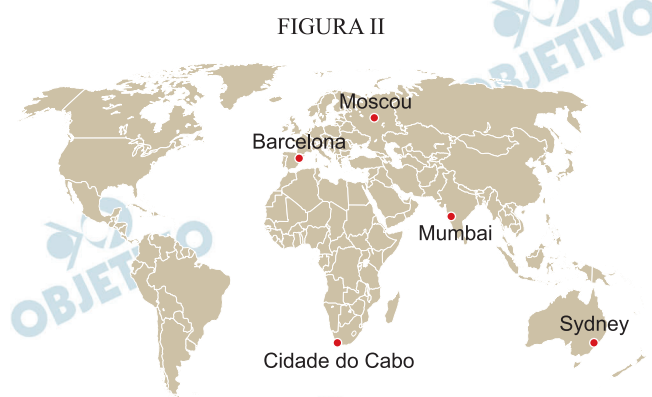 FIGURA II
OBJETIVO
Moscou
Barcelona
OBJETIVO
Mumbai
Sydney
Cidade do Cabo